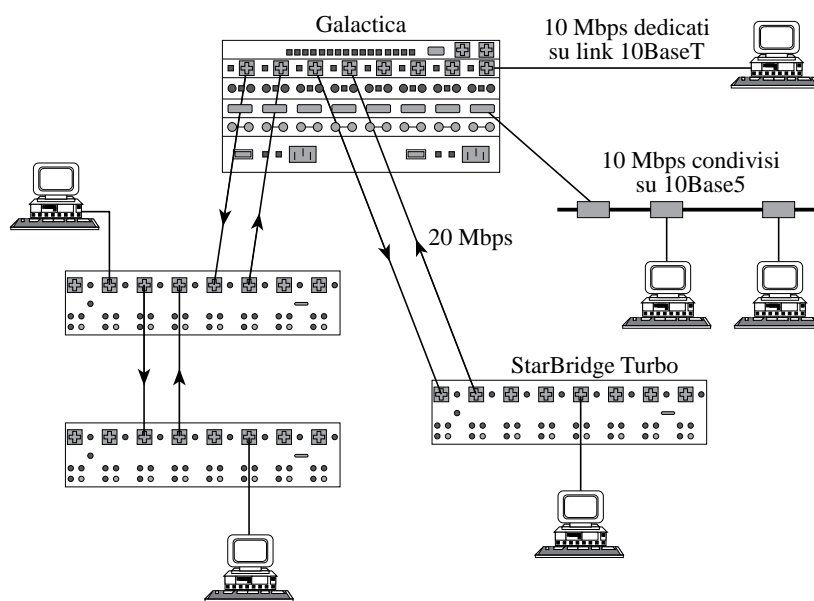 Galactica
10 Mbps dedicati
su link 10BaseT
10 Mbps condivisi
su 10Base5
20 Mbps
StarBridge Turbo